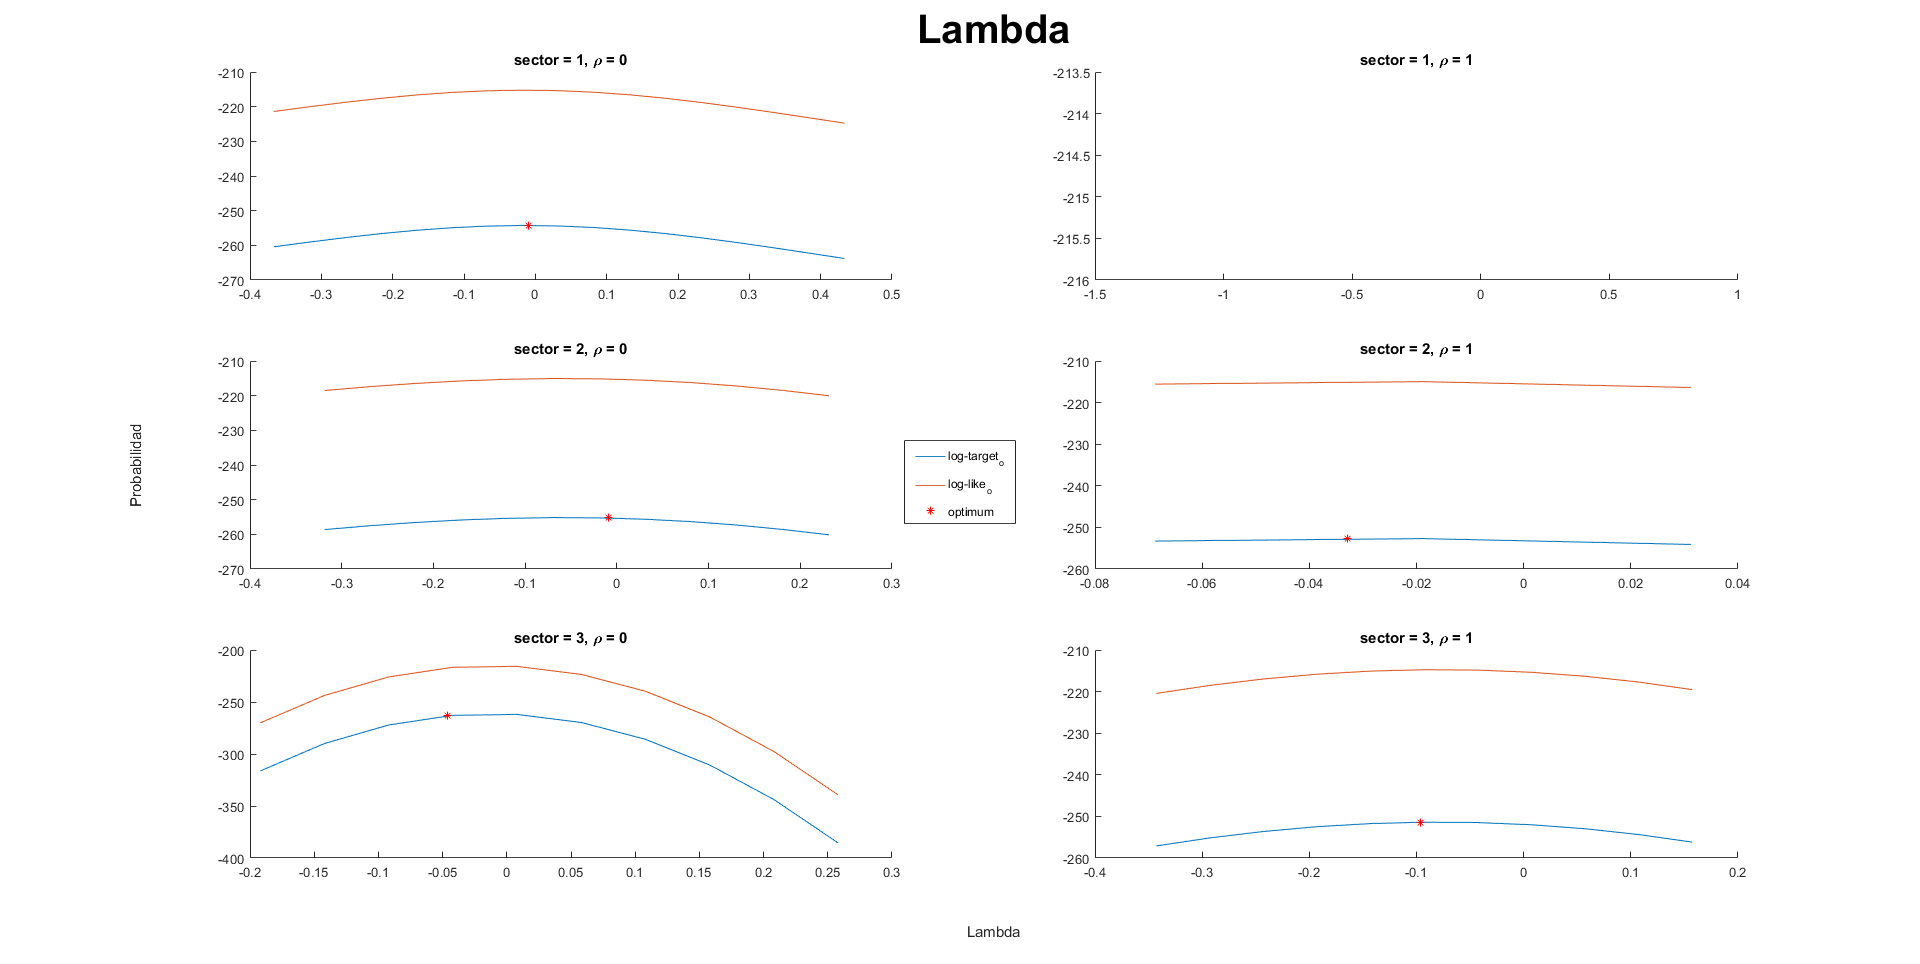 Lambda
sector = 1, ρ = 0
-210
-220
-230
-240
-250
-260
-270
-0.4 -0.3 -0.2 -0.1 0 0.1 0.2 0.3 0.4 0.5
sector = 1, ρ = 1
-213.5
-214
-214.5
-215
-215.5
-216
-1.5 -1 -0.5 0 0.5 1
Probabilidad
sector = 2, ρ = 0
-210
-220
-230
-240
-250
-260
-270
-0.4 -0.3 -0.2 -0.1 0 0.1 0.2 0.3
log-target₀
log-like₀
optimum
sector = 2, ρ = 1
-210
-220
-230
-240
-250
-260
-0.08 -0.06 -0.04 -0.02 0 0.02 0.04
sector = 3, ρ = 0
-200
-250
-300
-350
-400
-0.2 -0.15 -0.1 -0.05 0 0.05 0.1 0.15 0.2 0.25 0.3
sector = 3, ρ = 1
-210
-220
-230
-240
-250
-260
-0.4 -0.3 -0.2 -0.1 0 0.1 0.2
Lambda